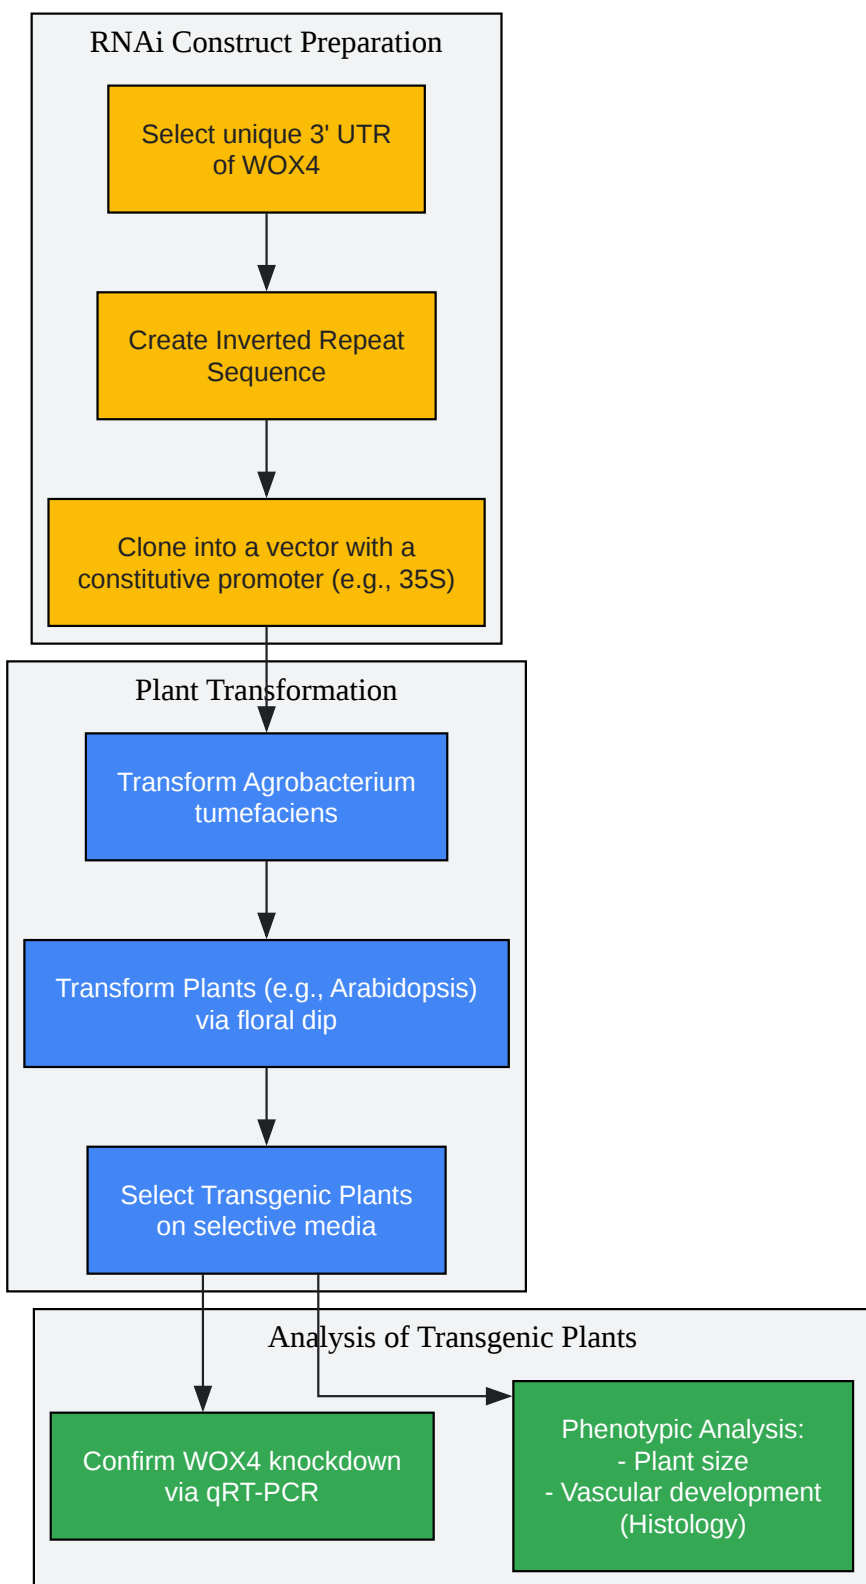 RNAi Construct Preparation
Select unique 3' UTR
of WOX4
Create Inverted Repeat
Sequence
Clone into a vector with a
constitutive promoter (e.g., 35S)
Plant Transformation
Transform Agrobacterium
tumefaciens
Transform Plants (e.g., Arabidopsis)
via floral dip
Select Transgenic Plants
on selective media
Analysis of Transgenic Plants
Confirm WOX4 knockdown
via qRT-PCR
Phenotypic Analysis:
- Plant size
- Vascular development
(Histology)